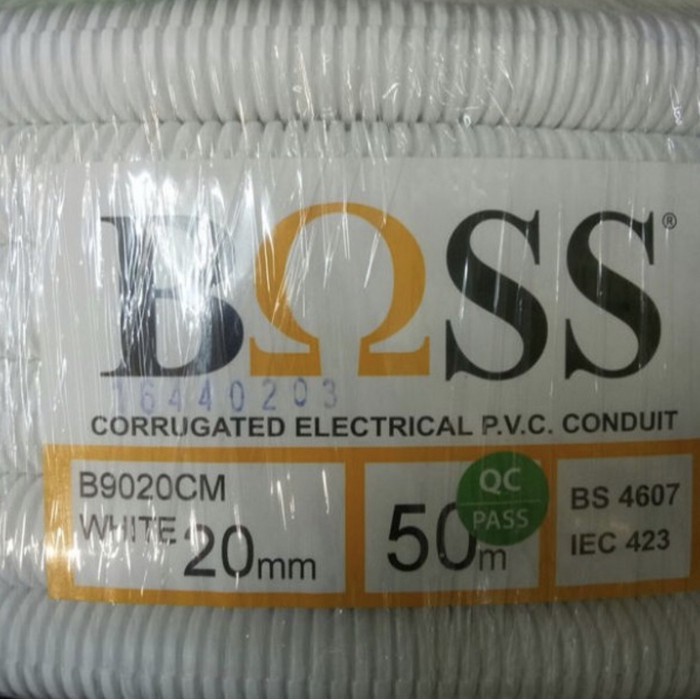 BΩSS®
16440203
CORRUGATED ELECTRICAL P.V.C. CONDUIT
B9020CM
WHITE 20mm
50m
QC
PASS
BS 4607
IEC 423